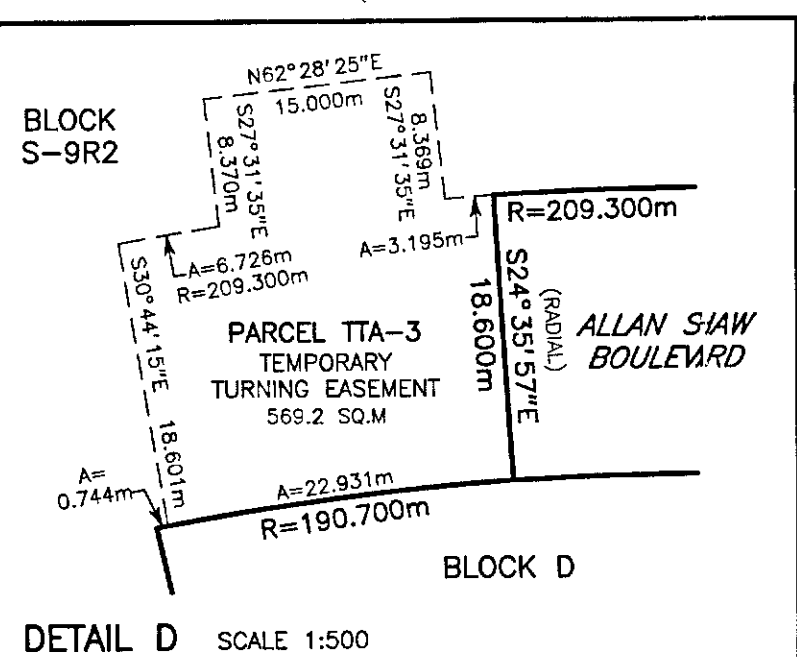 N62°28'25"E
15.000m
BLOCK
S-9R2
S27°31'35"E
8.370m
S27°31'35"E
8.369m
R=209.300m
A=3.195m
A=6.726m
R=209.300m
S30°44'15"E 18.601m
PARCEL TTA-3
TEMPORARY
TURNING EASEMENT
569.2 SQ.M
18.600m
S24°35'57"E
(RADIAL)
ALLAN SHAW
BOULEVARD
A=
0.744m
A=22.931m
R=190.700m
BLOCK D
DETAIL D SCALE 1:500